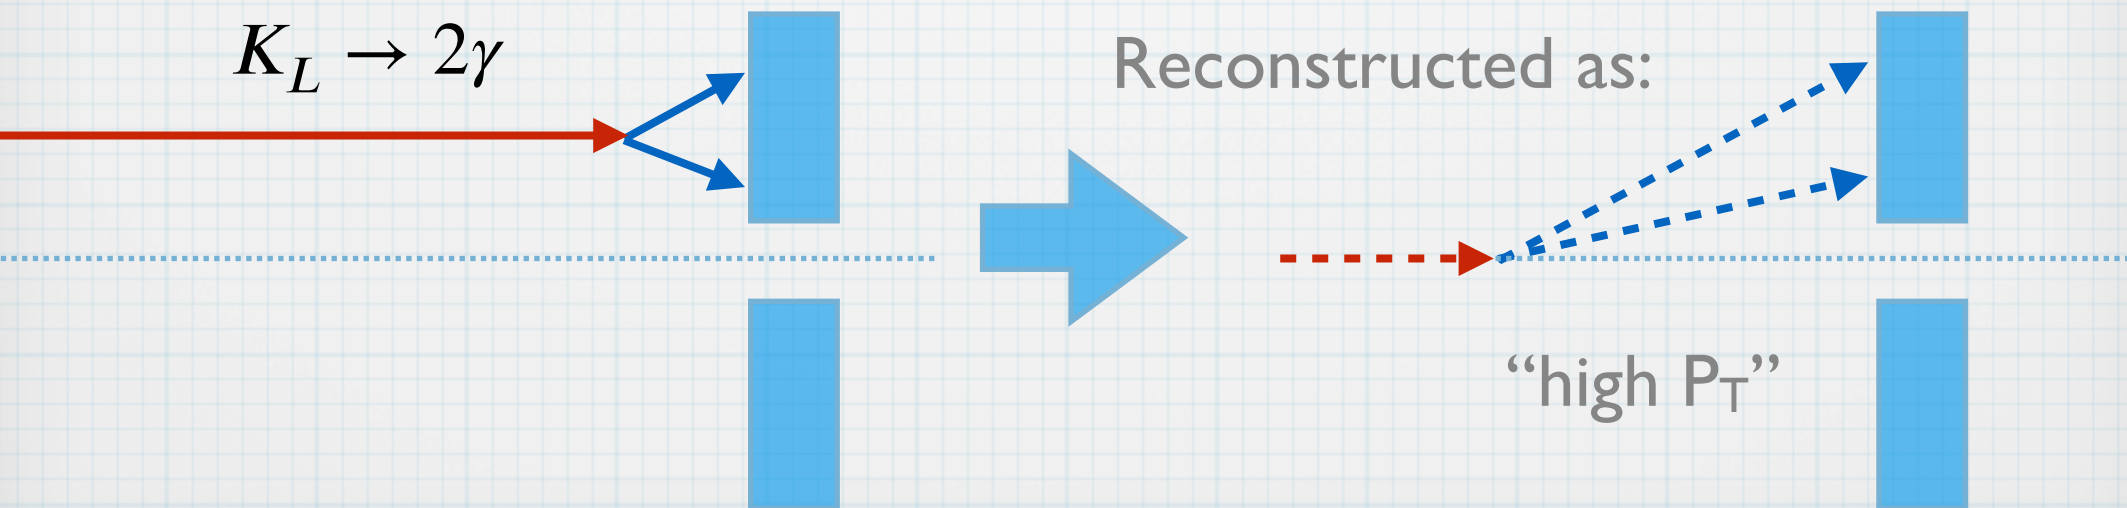 K_L → 2γ
Reconstructed as:
“high P_T”